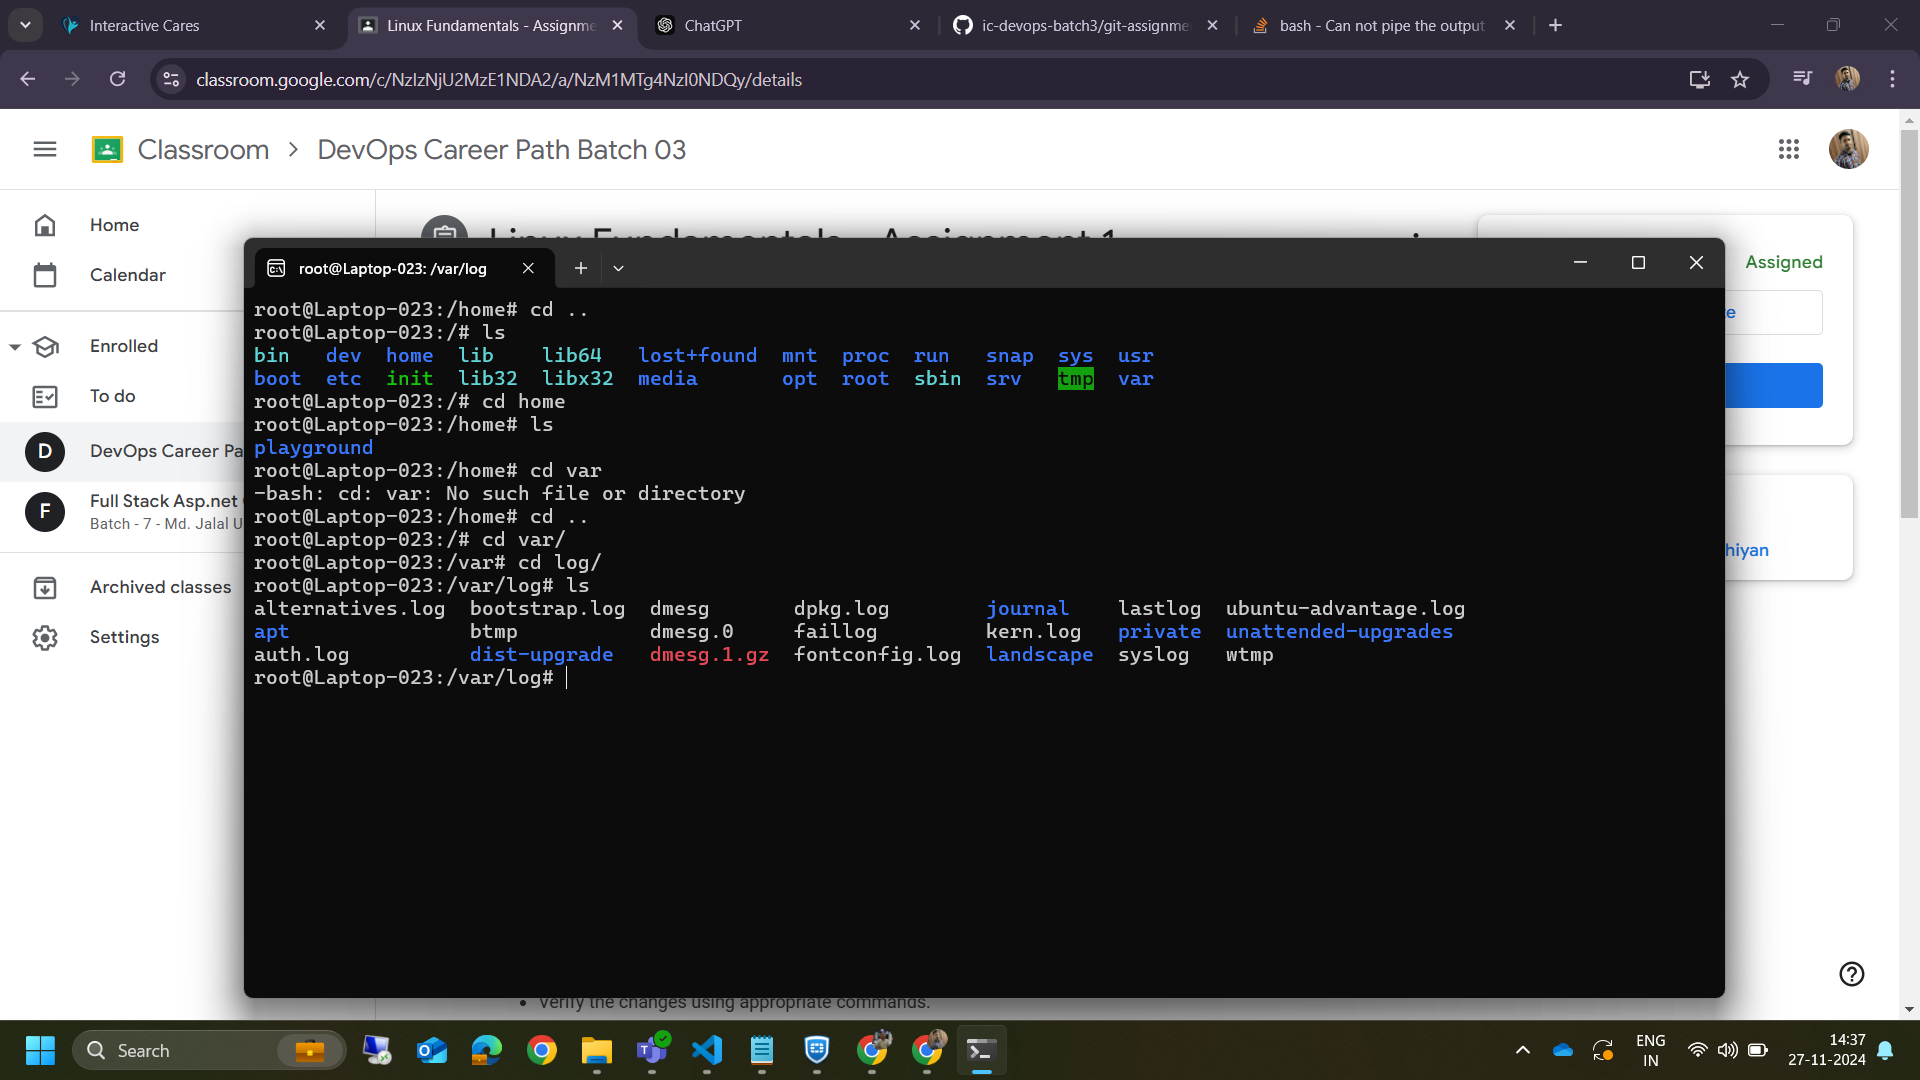 Interactive Cares
Linux Fundamentals - Assignme
ChatGPT
ic-devops-batch3/git-assignme
bash - Can not pipe the output
classroom.google.com/c/NzIzNjU2MzE1NDA2/a/NzM1MTg4NzI0NDQy/details
Classroom > DevOps Career Path Batch 03
Home
Calendar
Enrolled
To do
D DevOps Career Pa
F Full Stack Asp.net
Batch - 7 - Md. Jalal U
Archived classes
Settings
Linux Fundamentals - Assignment 1
Assigned
e
hiyan
root@Laptop-023: /var/log
root@Laptop-023:/home# cd ..
root@Laptop-023:/# ls
bin dev home lib lib64 lost+found mnt proc run snap sys usr
boot etc init lib32 libx32 media opt root sbin srv tmp var
root@Laptop-023:/# cd home
root@Laptop-023:/home# ls
playground
root@Laptop-023:/home# cd var
-bash: cd: var: No such file or directory
root@Laptop-023:/home# cd ..
root@Laptop-023:/# cd var/
root@Laptop-023:/var# cd log/
root@Laptop-023:/var/log# ls
alternatives.log bootstrap.log dmesg dpkg.log journal lastlog ubuntu-advantage.log
apt btmp dmesg.0 faillog kern.log private unattended-upgrades
auth.log dist-upgrade dmesg.1.gz fontconfig.log landscape syslog wtmp
root@Laptop-023:/var/log#
• Verify the changes using appropriate commands.
Search
ENG
IN
14:37
27-11-2024